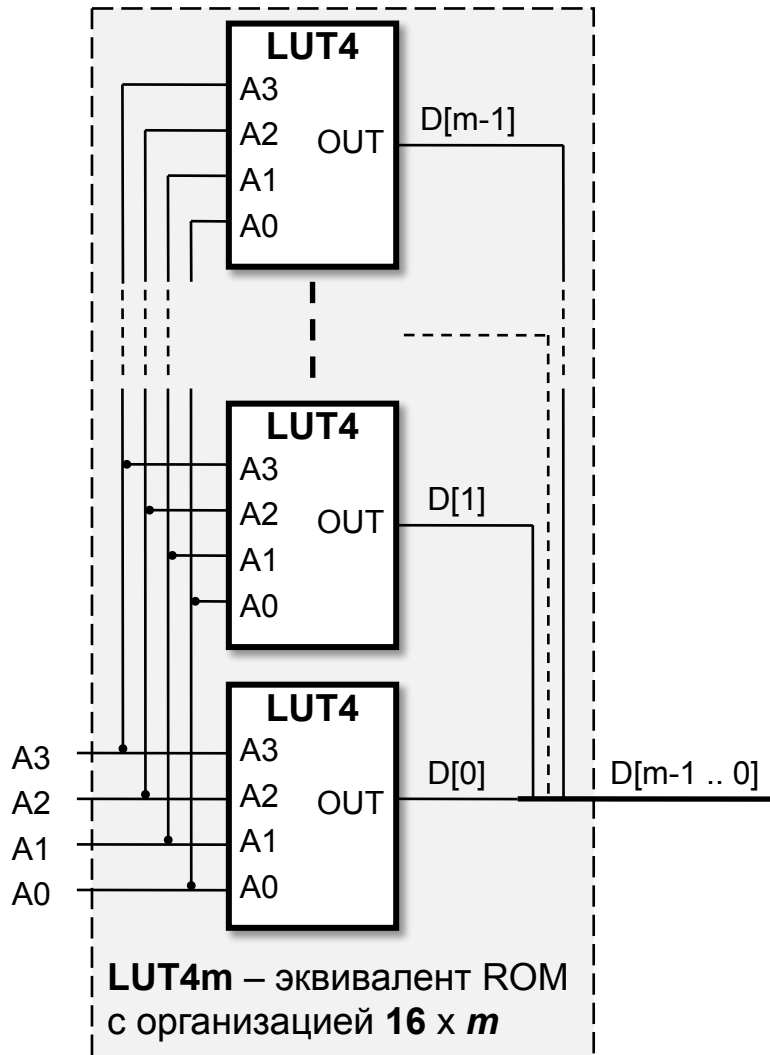 LUT4
A3
A2
A1
A0
OUT
D[m-1]
LUT4
A3
A2
A1
A0
OUT
D[1]
LUT4
A3
A2
A1
A0
OUT
D[0]
D[m-1 .. 0]
A3
A2
A1
A0
LUT4m – эквивалент ROM
с организацией 16 x m